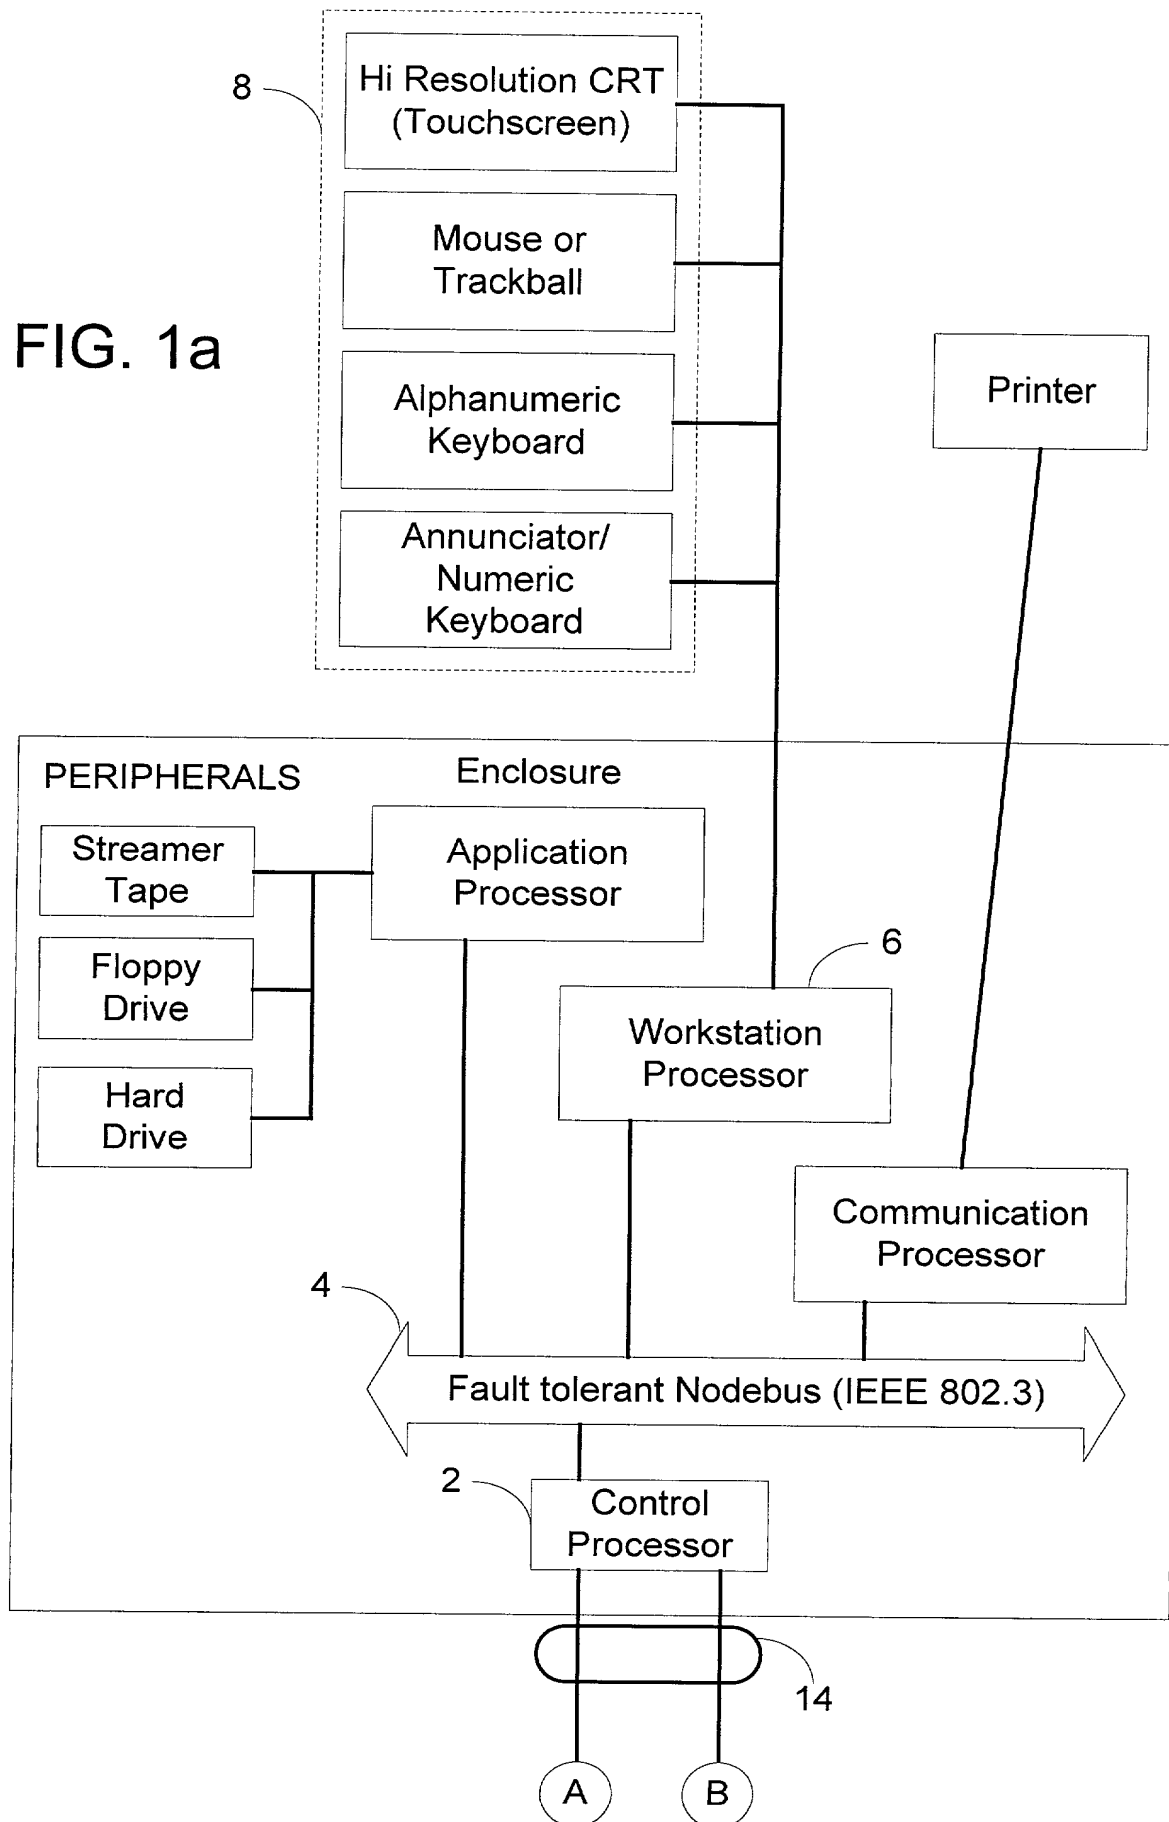 8
Hi Resolution CRT
(Touchscreen)
Mouse or
Trackball
FIG. 1a
Alphanumeric
Keyboard
Printer
Annunciator/
Numeric
Keyboard
PERIPHERALS
Enclosure
Streamer
Tape
Application
Processor
Floppy
Drive
6
Workstation
Processor
Hard
Drive
Communication
Processor
4
Fault tolerant Nodebus (IEEE 802.3)
2
Control
Processor
14
A
B